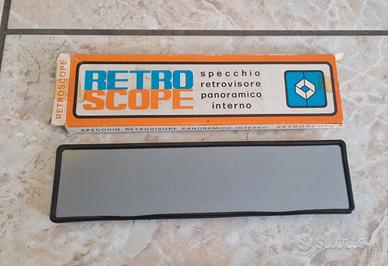 RETROSCOPE
RETRO
SCOPE
specchio
retrovisore
panoramico
interno
SPECCHIO RETROVISORE PANORAMICO INTERNO - RETROSCOPE
subito